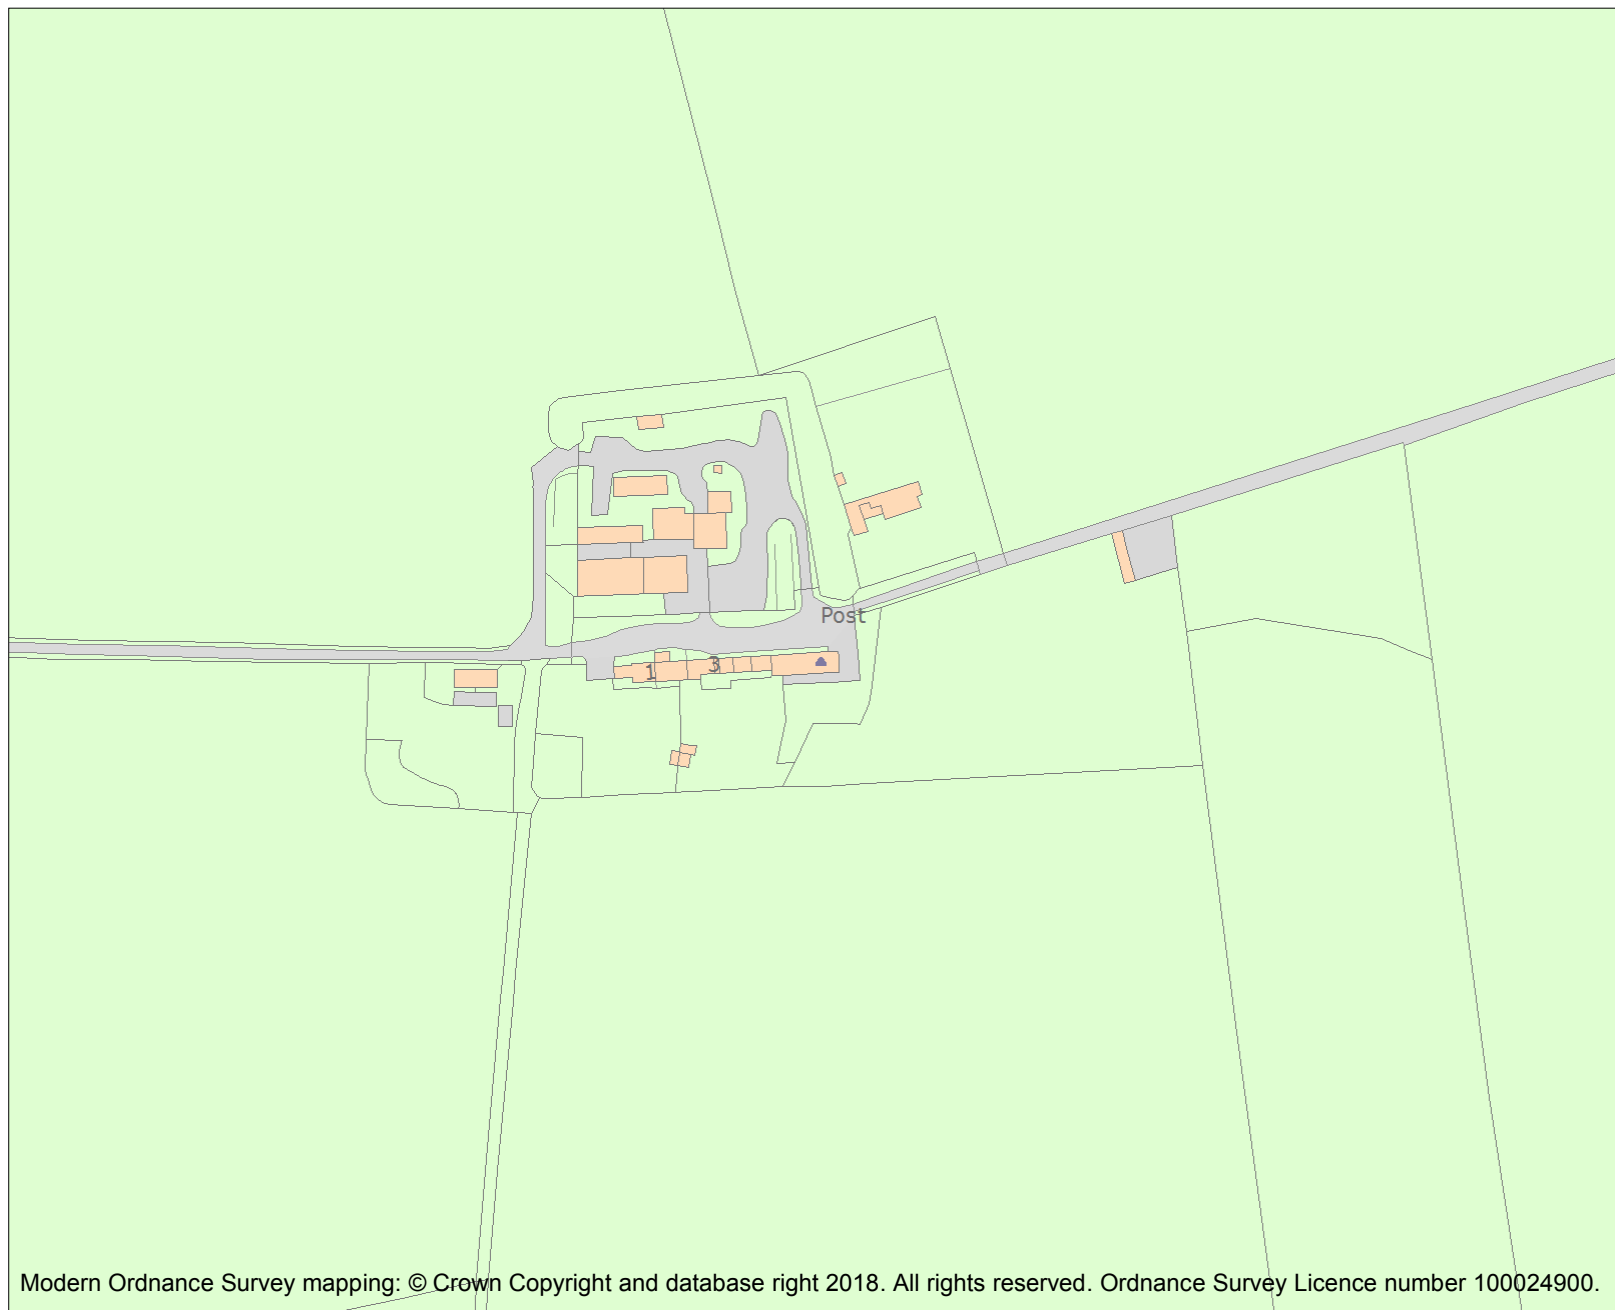 Post
1
3
Modern Ordnance Survey mapping: © Crown Copyright and database right 2018. All rights reserved. Ordnance Survey Licence number 100024900.